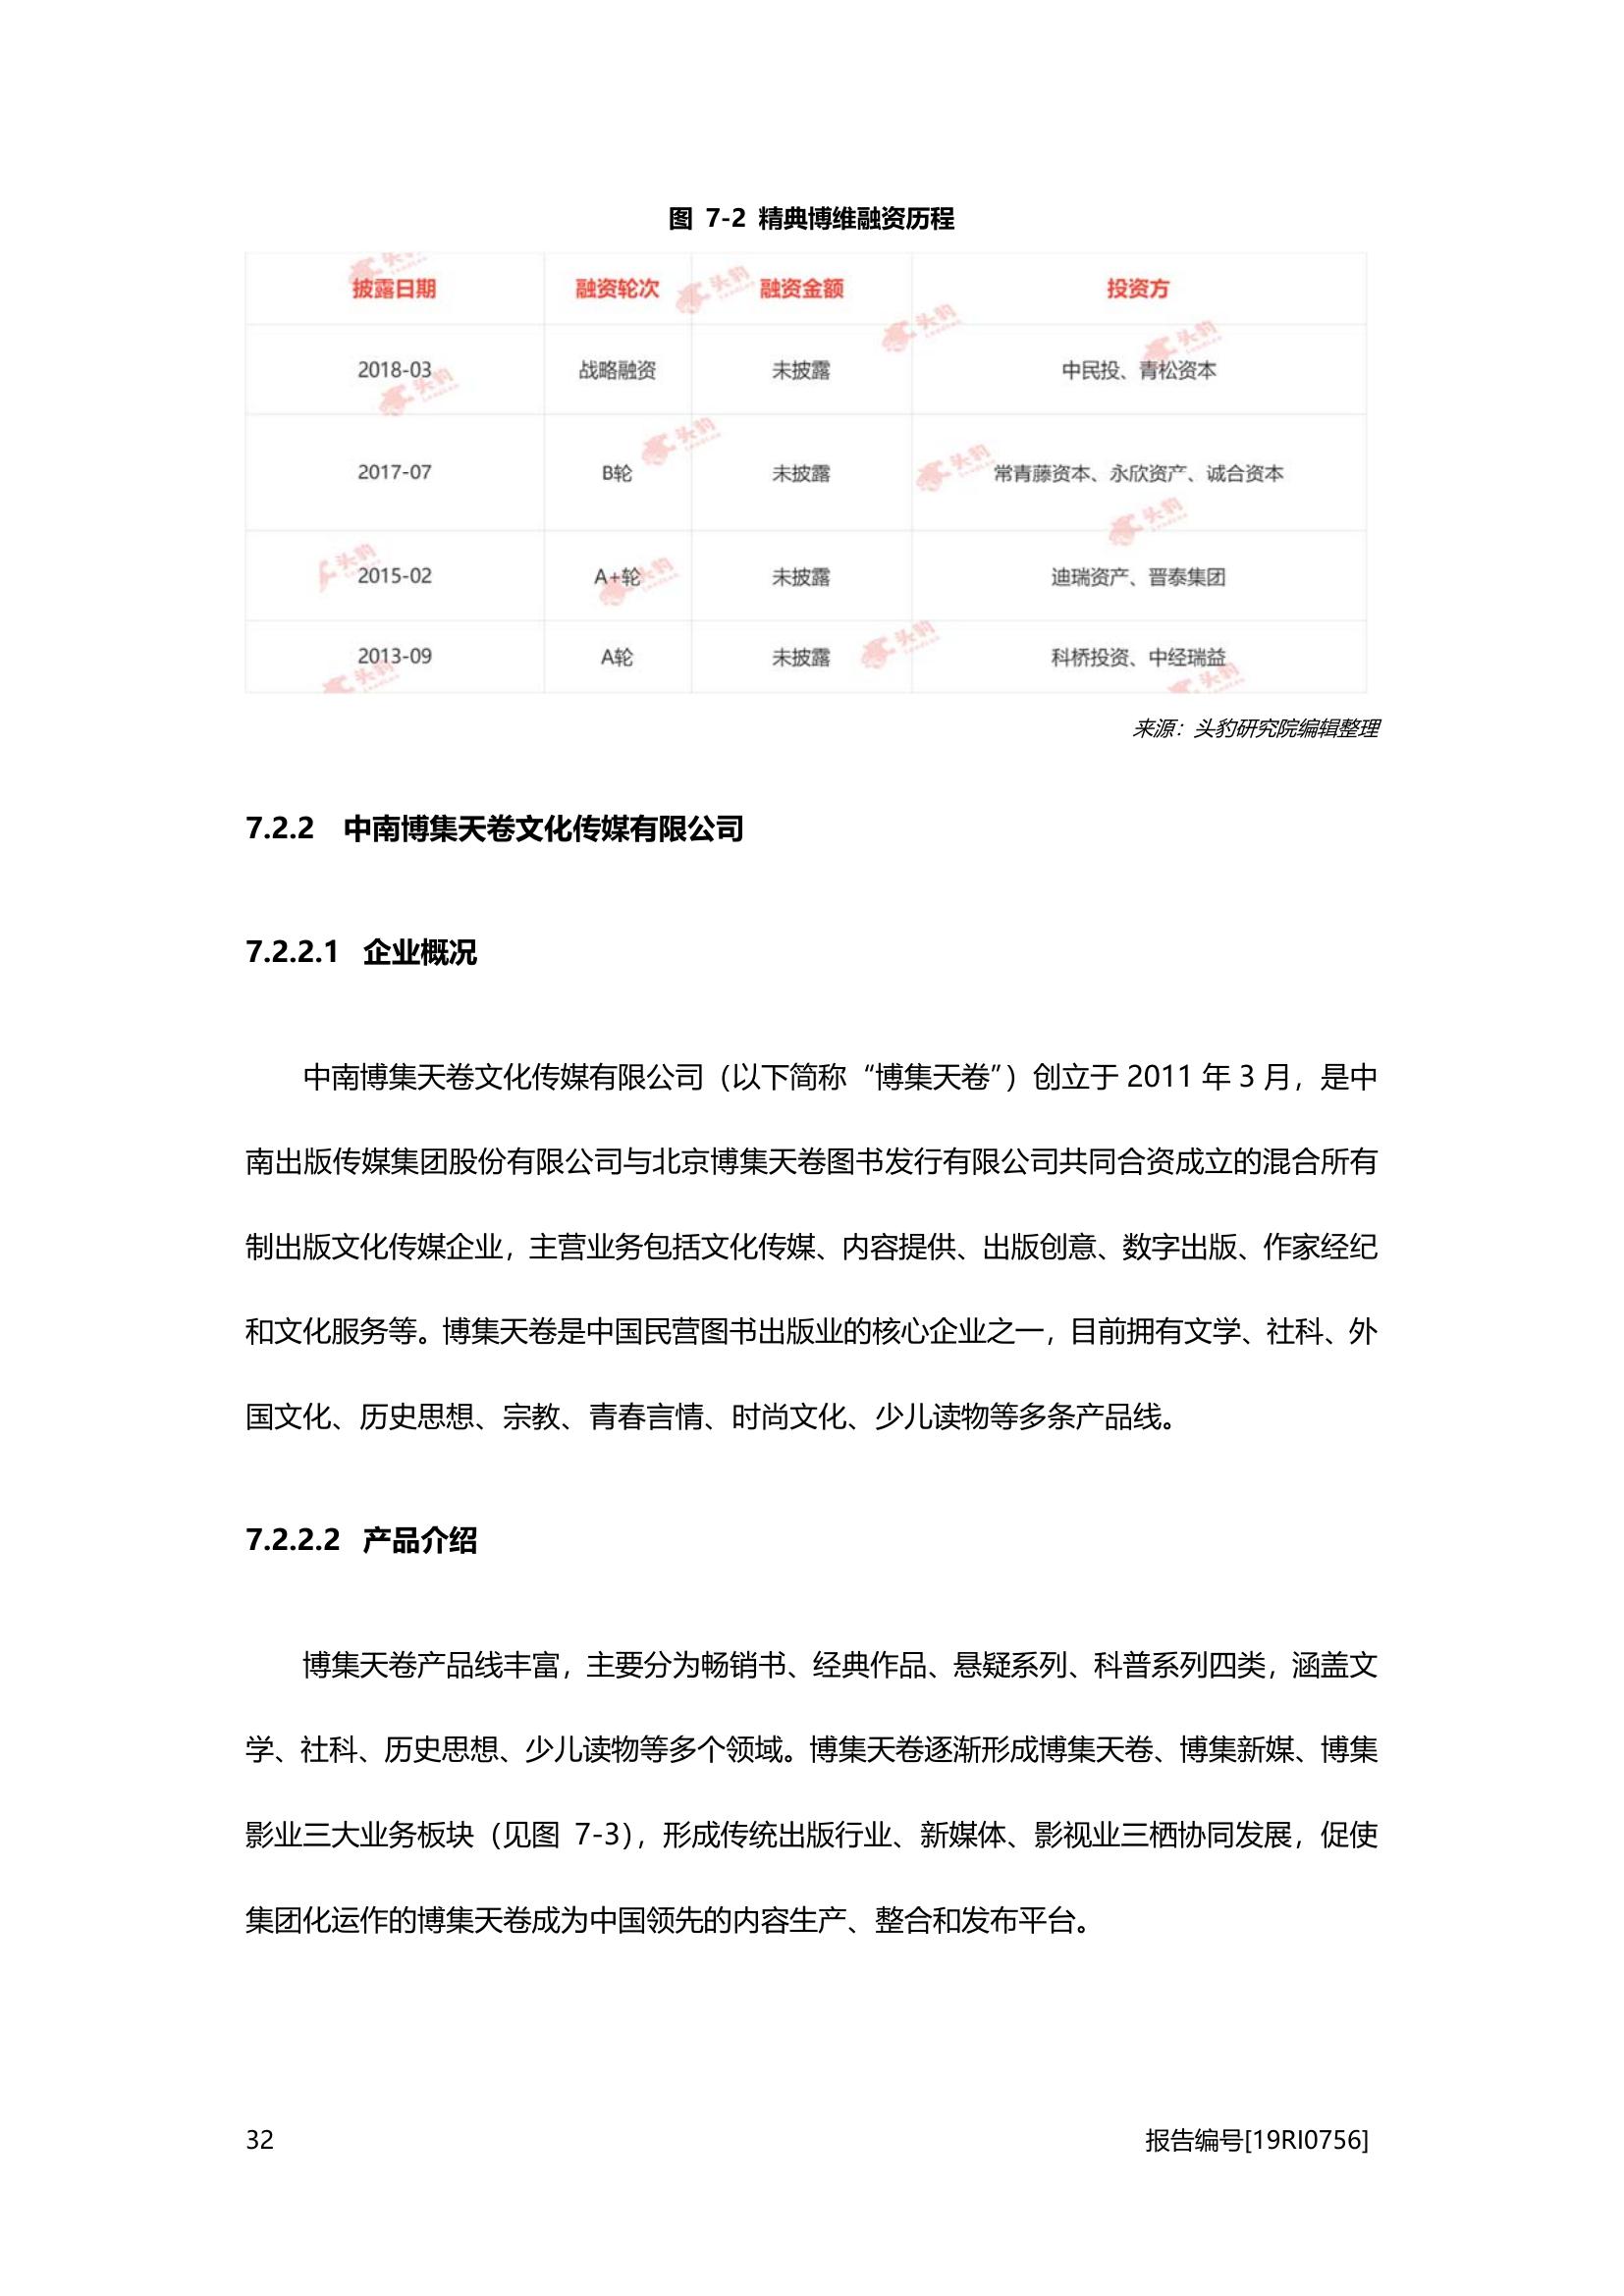 图 7-2 精典博维融资历程
披露日期 融资轮次 融资金额 投资方
2018-03 战略融资 未披露 中民投、青松资本
2017-07 B轮 未披露 常青藤资本、永欣资产、诚合资本
2015-02 A+轮 未披露 迪瑞资产、晋泰集团
2013-09 A轮 未披露 科桥投资、中经瑞益
来源：头豹研究院编辑整理
7.2.2 中南博集天卷文化传媒有限公司
7.2.2.1 企业概况
中南博集天卷文化传媒有限公司（以下简称“博集天卷”）创立于 2011 年 3 月，是中
南出版传媒集团股份有限公司与北京博集天卷图书发行有限公司共同合资成立的混合所有
制出版文化传媒企业，主营业务包括文化传媒、内容提供、出版创意、数字出版、作家经纪
和文化服务等。博集天卷是中国民营图书出版业的核心企业之一，目前拥有文学、社科、外
国文化、历史思想、宗教、青春言情、时尚文化、少儿读物等多条产品线。
7.2.2.2 产品介绍
博集天卷产品线丰富，主要分为畅销书、经典作品、悬疑系列、科普系列四类，涵盖文
学、社科、历史思想、少儿读物等多个领域。博集天卷逐渐形成博集天卷、博集新媒、博集
影业三大业务板块（见图 7-3），形成传统出版行业、新媒体、影视业三栖协同发展，促使
集团化运作的博集天卷成为中国领先的内容生产、整合和发布平台。
32 报告编号[19RI0756]